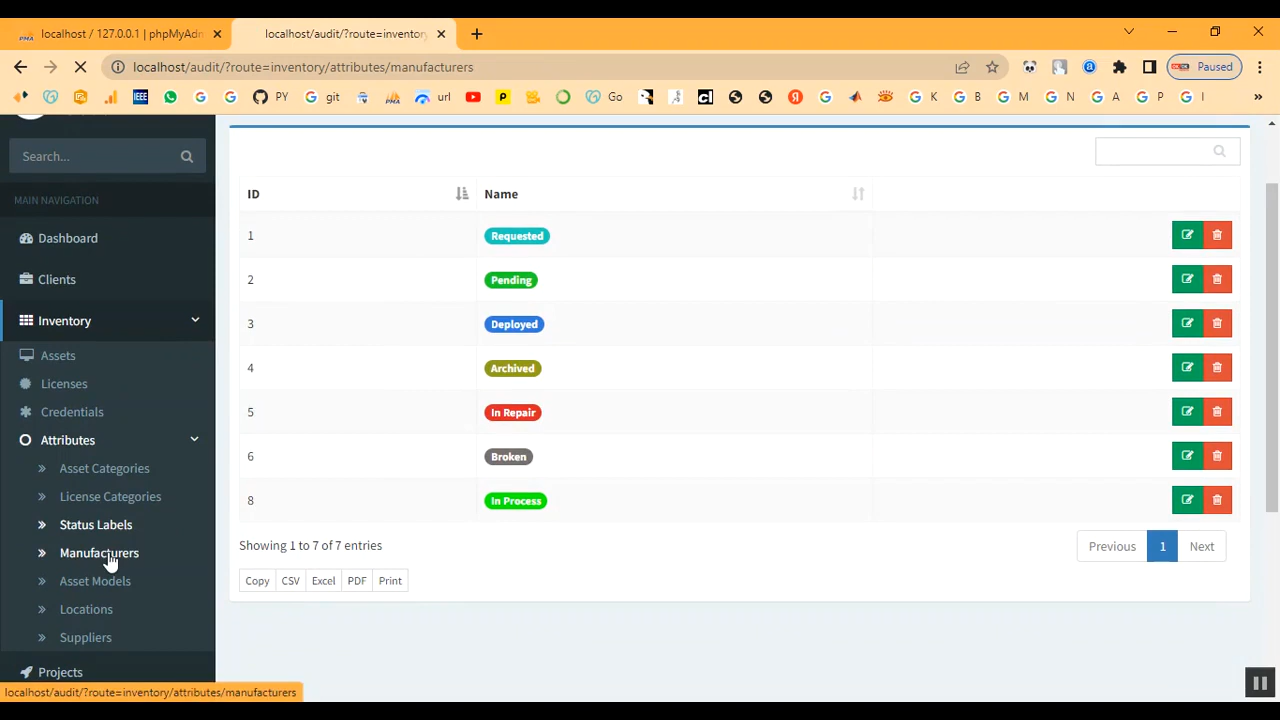 localhost / 127.0.0.1 | phpMyAdn
localhost/audit/?route=inventory
localhost/audit/?route=inventory/attributes/manufacturers
Paused
IEEE PY git url Go K B M N A P I
Search...
MAIN NAVIGATION
Dashboard
Clients
Inventory
Assets
Licenses
Credentials
Attributes
Asset Categories
License Categories
Status Labels
Manufacturers
Asset Models
Locations
Suppliers
Projects
ID Name
1 Requested
2 Pending
3 Deployed
4 Archived
5 In Repair
6 Broken
8 In Process
Showing 1 to 7 of 7 entries
Previous 1 Next
Copy CSV Excel PDF Print
localhost/audit/?route=inventory/attributes/manufacturers